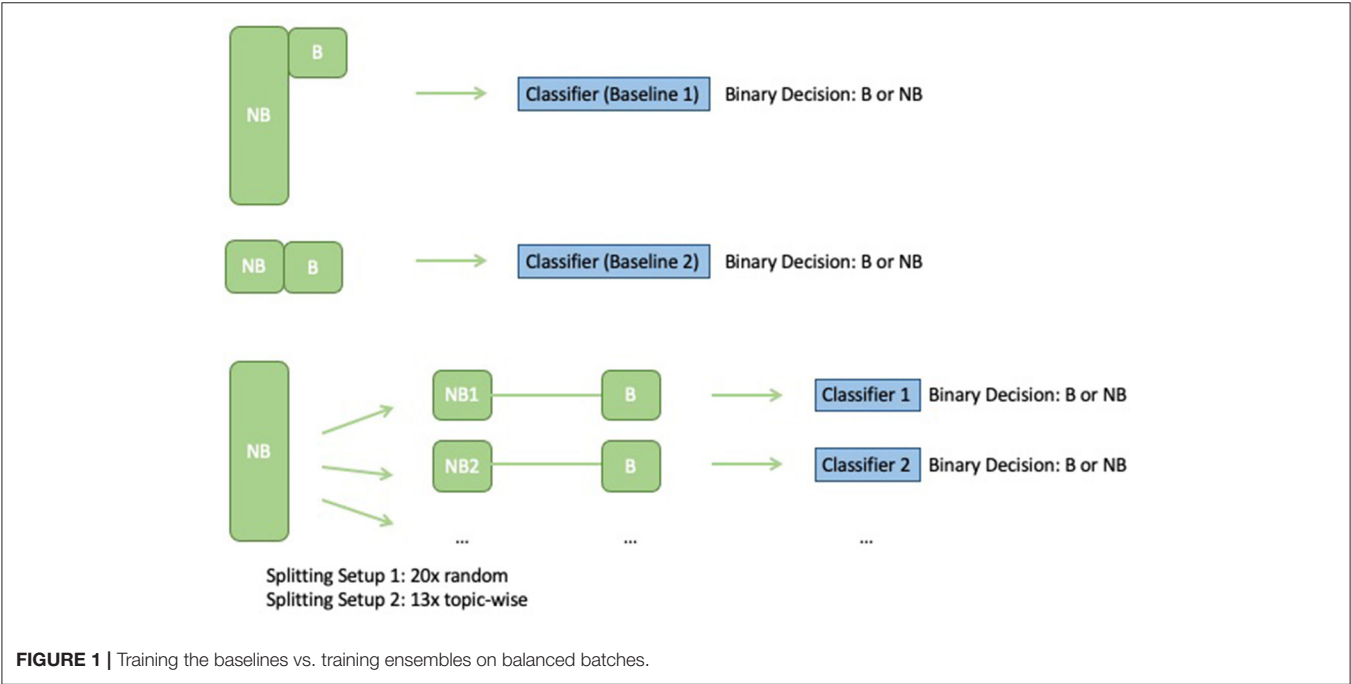 B
NB
Classifier (Baseline 1) Binary Decision: B or NB
NB B
Classifier (Baseline 2) Binary Decision: B or NB
NB
NB1 B Classifier 1 Binary Decision: B or NB
NB2 B Classifier 2 Binary Decision: B or NB
... ... ...
Splitting Setup 1: 20x random
Splitting Setup 2: 13x topic-wise
FIGURE 1 | Training the baselines vs. training ensembles on balanced batches.